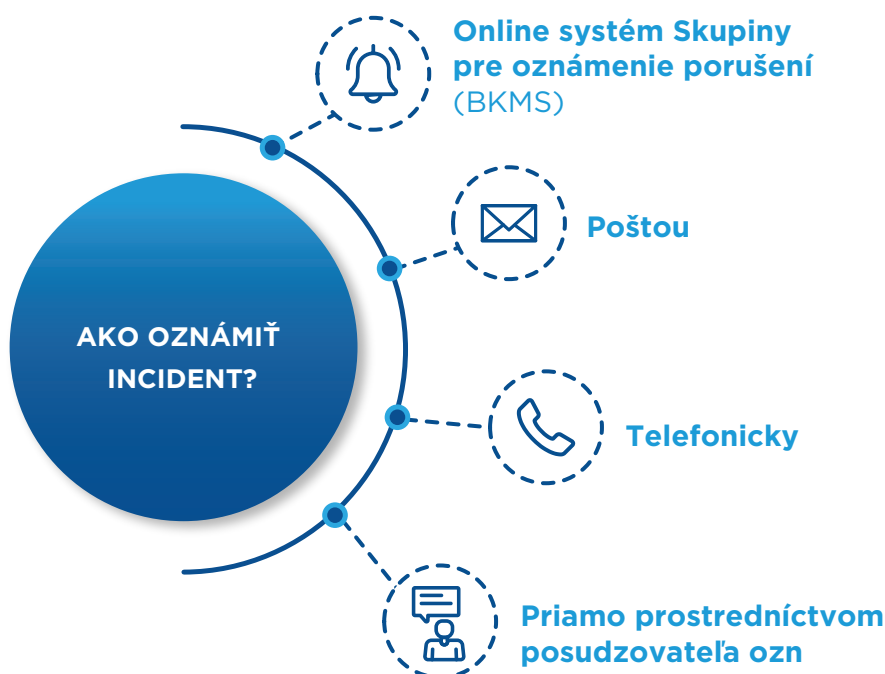 Online systém Skupiny
pre oznámenie porušení
(BKMS)
Poštou
AKO OZNÁMIŤ
INCIDENT?
Telefonicky
Priamo prostredníctvom
posudzovateľa ozn